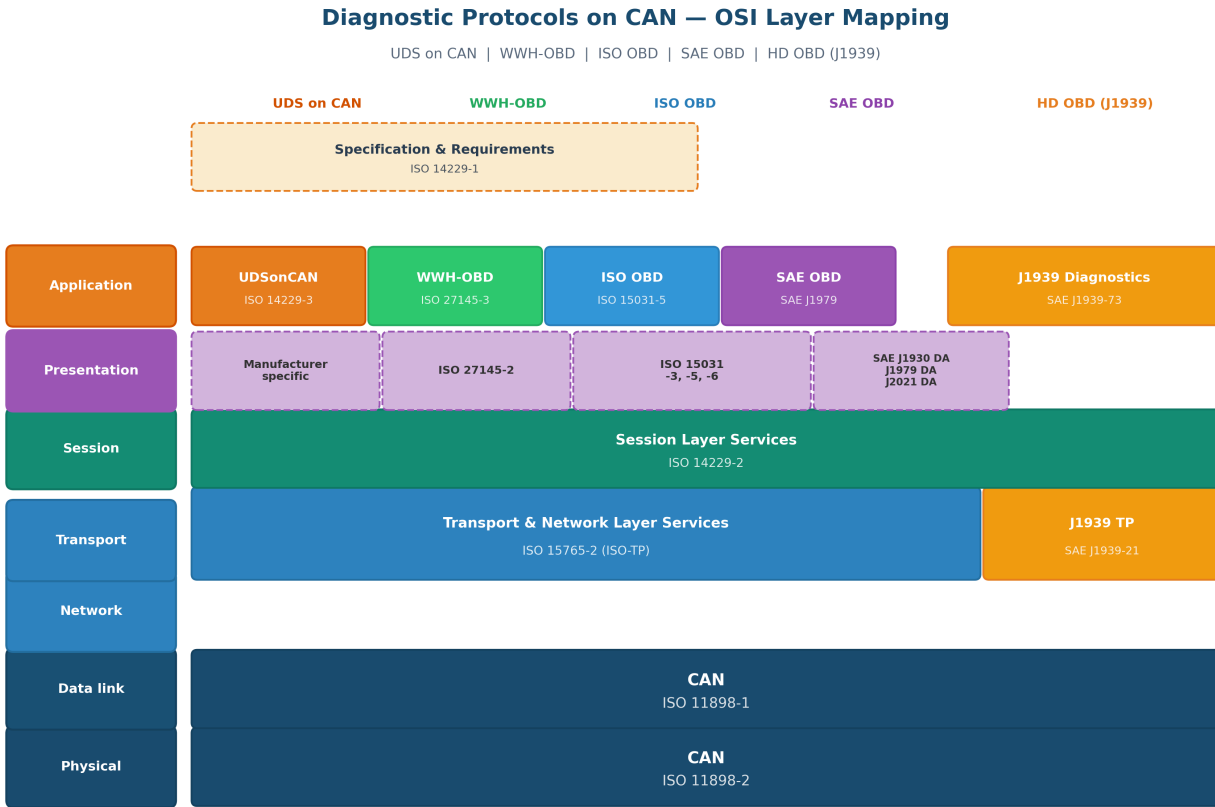 Diagnostic Protocols on CAN — OSI Layer Mapping
UDS on CAN | WWH-OBD | ISO OBD | SAE OBD | HD OBD (J1939)
UDS on CAN
WWH-OBD
ISO OBD
SAE OBD
HD OBD (J1939)
Specification & Requirements
ISO 14229-1
Application
UDSonCAN
ISO 14229-3
WWH-OBD
ISO 27145-3
ISO OBD
ISO 15031-5
SAE OBD
SAE J1979
J1939 Diagnostics
SAE J1939-73
Presentation
Manufacturer
specific
ISO 27145-2
ISO 15031
-3, -5, -6
SAE J1930 DA
J1979 DA
J2021 DA
Session
Session Layer Services
ISO 14229-2
Transport
Transport & Network Layer Services
ISO 15765-2 (ISO-TP)
J1939 TP
SAE J1939-21
Network
Data link
CAN
ISO 11898-1
Physical
CAN
ISO 11898-2